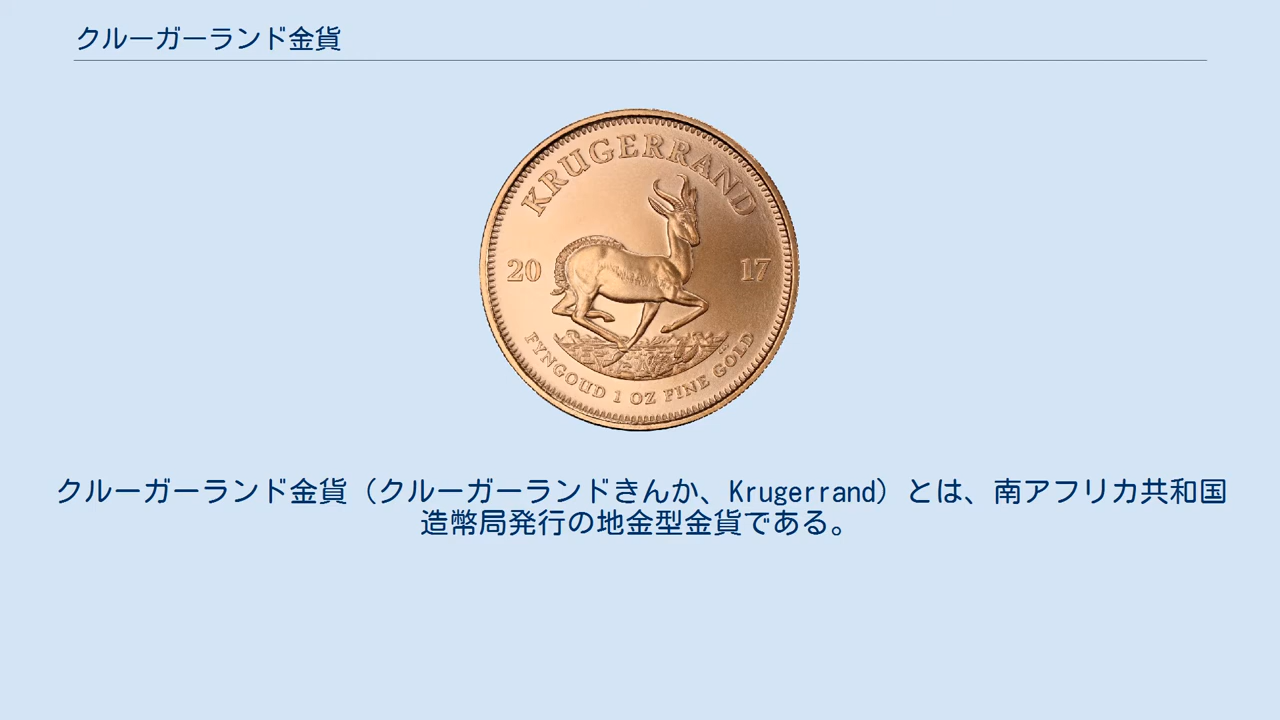 クルーガーランド金貨
KRUGERRAND
20 17
FYNGOUD 1 OZ FINE GOLD
クルーガーランド金貨（クルーガーランドきんか、Krugerrand）とは、南アフリカ共和国
造幣局発行の地金型金貨である。